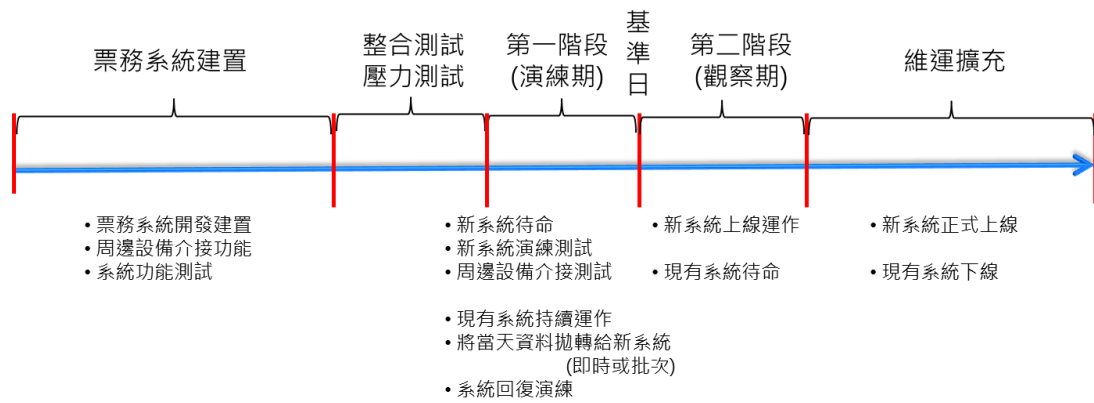 票務系統建置
整合測試
壓力測試
第一階段
(演練期)
基
準
日
第二階段
(觀察期)
維運擴充
• 票務系統開發建置
• 周邊設備介接功能
• 系統功能測試
• 新系統待命
• 新系統演練測試
• 周邊設備介接測試
• 現有系統持續運作
• 將當天資料拋轉給新系統
(即時或批次)
• 系統回復演練
• 新系統上線運作
• 現有系統待命
• 新系統正式上線
• 現有系統下線